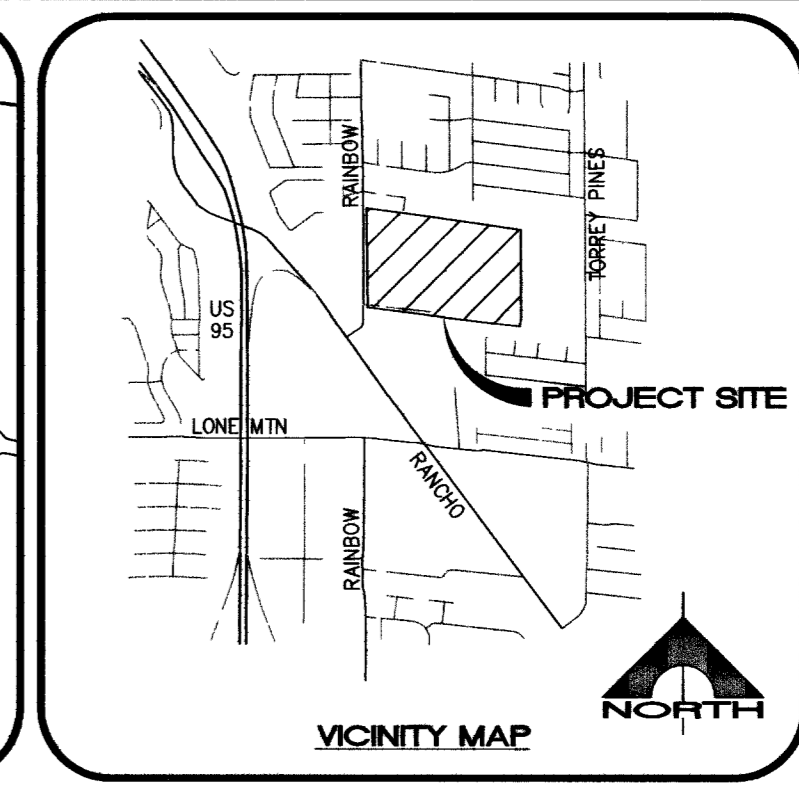 RAINBOW
TORREY PINES
US
95
PROJECT SITE
LONE MTN
RANCHO
RAINBOW
NORTH
VICINITY MAP